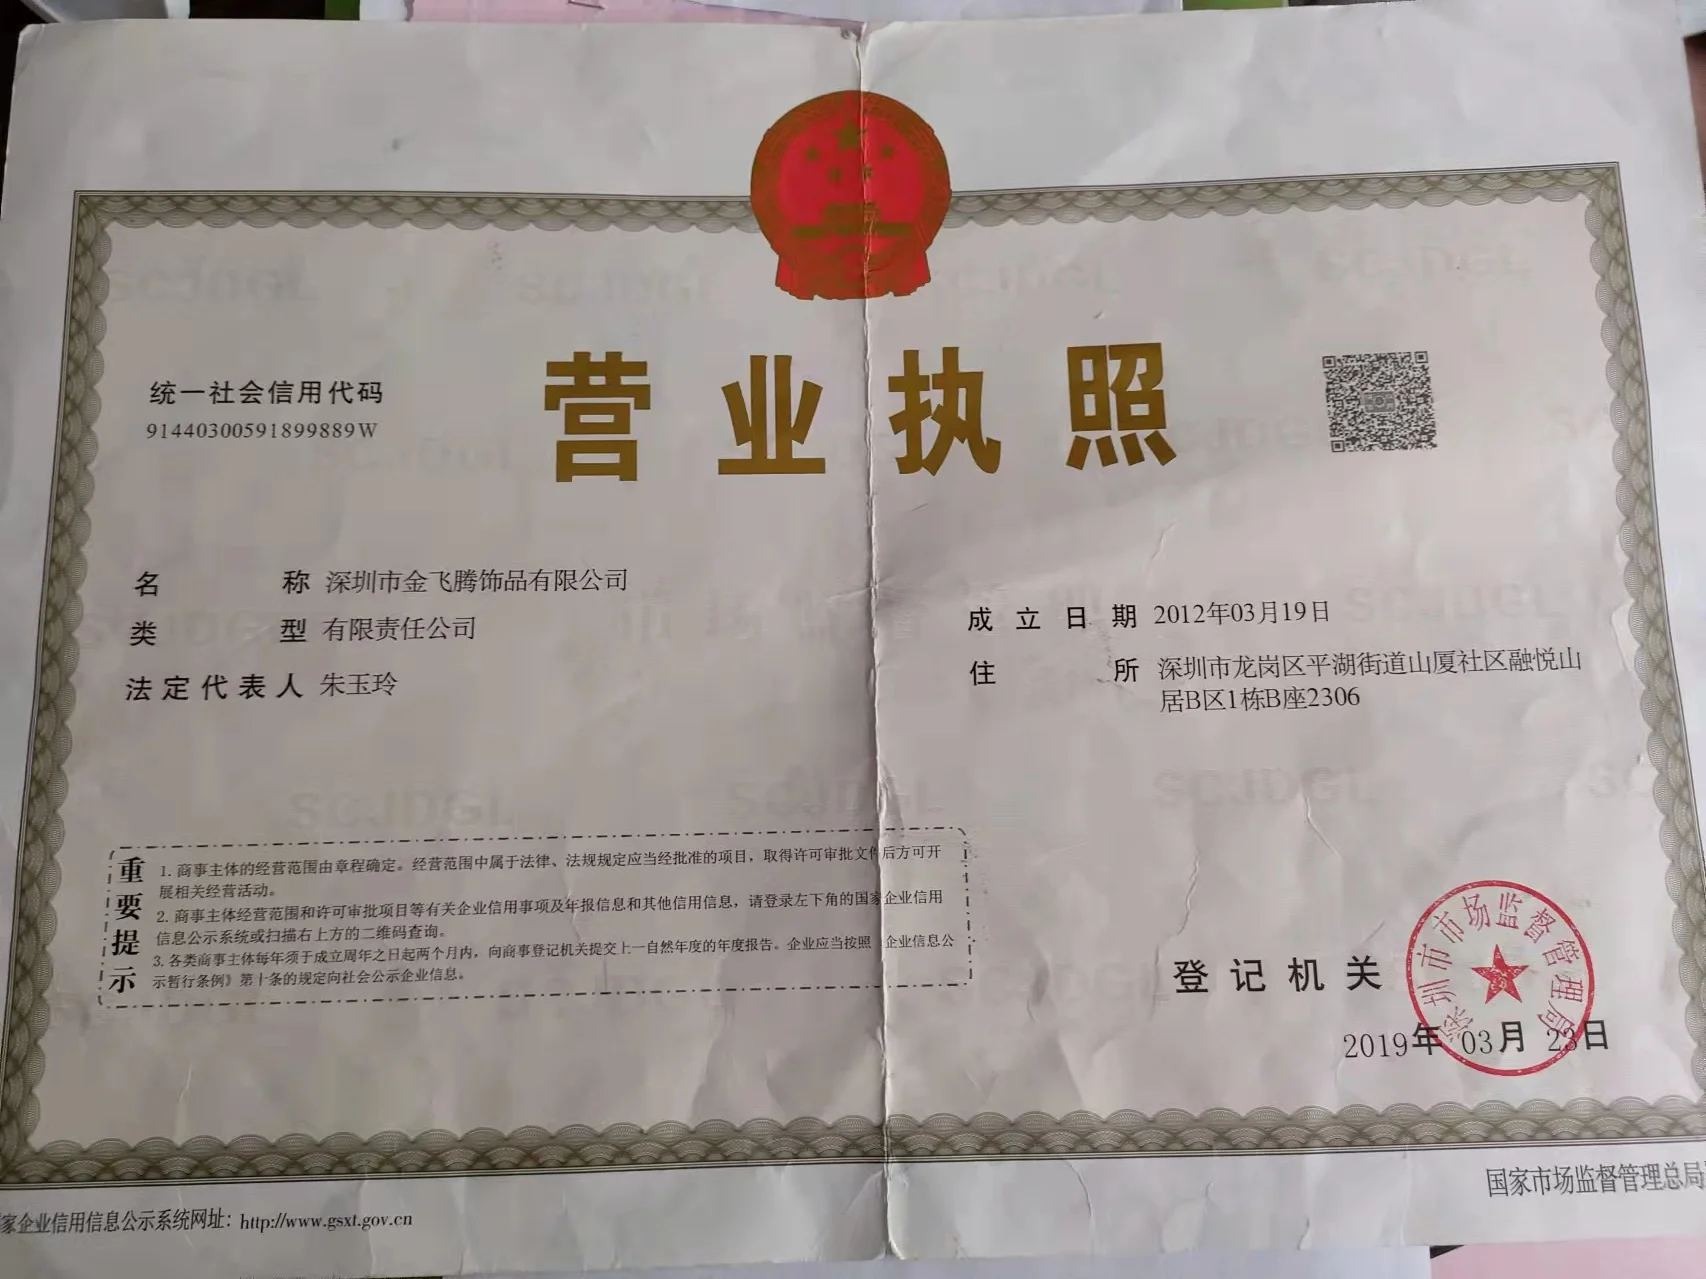 营业执照
统一社会信用代码
91440300591899889W
名称 深圳市金飞腾饰品有限公司
类型 有限责任公司
法定代表人 朱玉玲
成立日期 2012年03月19日
住所 深圳市龙岗区平湖街道山厦社区融悦山
居B区1栋B座2306
重要提示
1. 商事主体的经营范围由章程确定。经营范围中属于法律、法规规定应当经批准的项目，取得许可审批文件后方可开
展相关经营活动。
2. 商事主体经营范围和许可审批项目等有关企业信用事项及年报信息和其他信用信息，请登录左下角的国家企业信用
信息公示系统或扫描右上方的二维码查询。
3. 各类商事主体每年须于成立周年之日起两个月内，向商事登记机关提交上一自然年度的年度报告。企业应当按照《企业信息公
示暂行条例》第十条的规定向社会公示企业信息。
登记机关
深圳市市场监督管理局
2019年03月23日
家企业信用信息公示系统网址：http://www.gsxt.gov.cn
国家市场监督管理总局
SCJDGL
SCJDGL
SCJDGL
SCJDGL
SCJDGL
SCJDGL